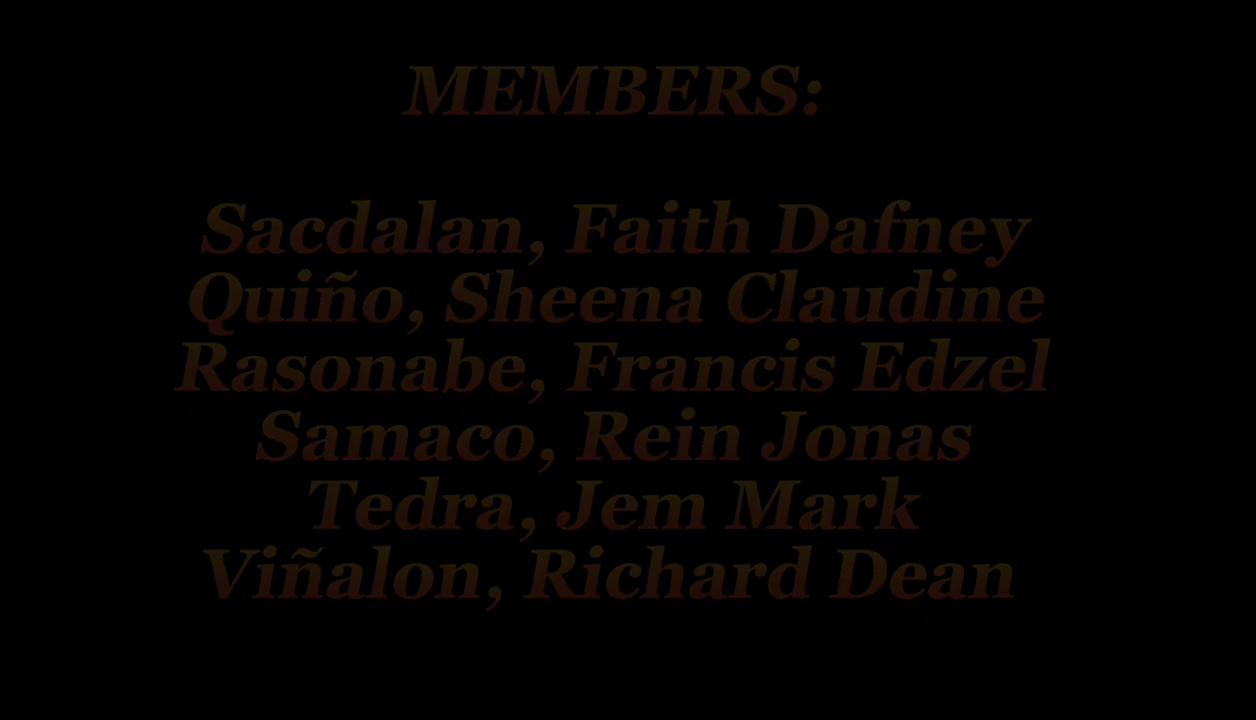 MEMBERS:
Sacdalan, Faith Dafney
Quiño, Sheena Claudine
Rasonabe, Francis Edzel
Samaco, Rein Jonas
Tedra, Jem Mark
Viñalon, Richard Dean